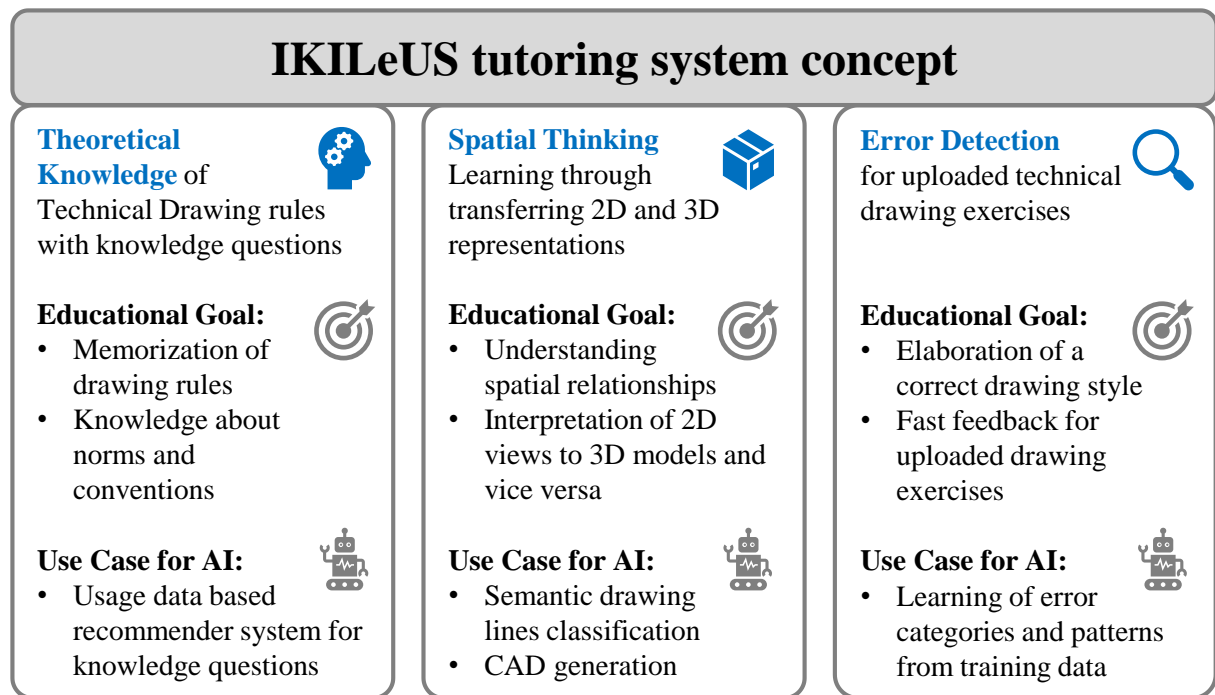 IKILeUS tutoring system concept
Theoretical
Knowledge of
Technical Drawing rules
with knowledge questions
Educational Goal:
• Memorization of
drawing rules
• Knowledge about
norms and
conventions
Use Case for AI:
• Usage data based
recommender system for
knowledge questions
Spatial Thinking
Learning through
transferring 2D and 3D
representations
Educational Goal:
• Understanding
spatial relationships
• Interpretation of 2D
views to 3D models and
vice versa
Use Case for AI:
• Semantic drawing
lines classification
• CAD generation
Error Detection
for uploaded technical
drawing exercises
Educational Goal:
• Elaboration of a
correct drawing style
• Fast feedback for
uploaded drawing
exercises
Use Case for AI:
• Learning of error
categories and patterns
from training data